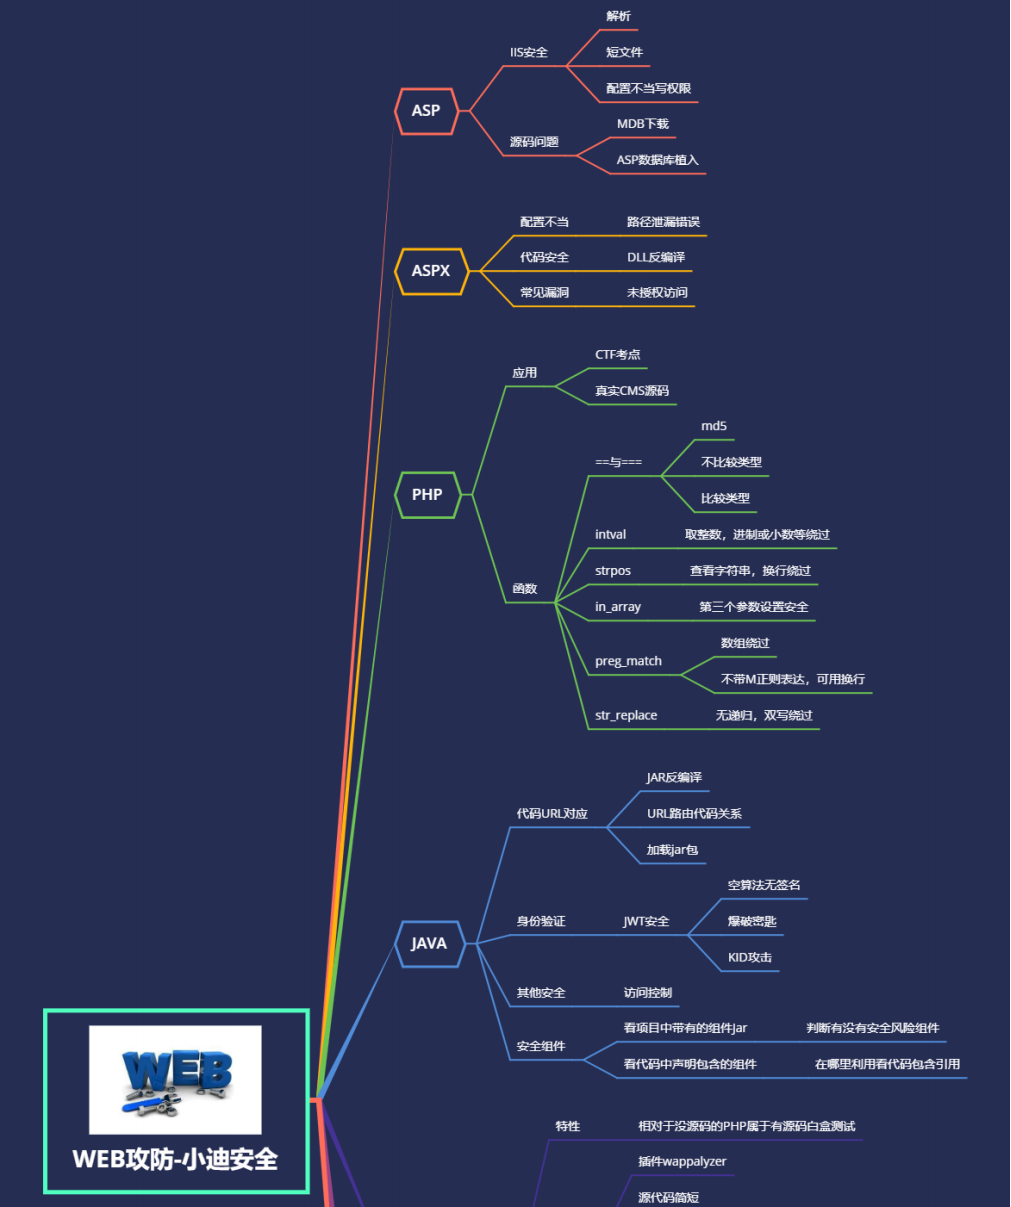 解析
IIS安全
短文件
配置不当写权限
ASP
MDB下载
源码问题
ASP数据库植入
配置不当
路径泄漏错误
代码安全
DLL反编译
ASPX
常见漏洞
未授权访问
CTF考点
应用
真实CMS源码
md5
==与===
不比较类型
比较类型
PHP
intval
取整数，进制或小数等绕过
strpos
查看字符串，换行绕过
函数
in_array
第三个参数设置安全
数组绕过
preg_match
不带M正则表达，可用换行
str_replace
无递归，双写绕过
JAR反编译
代码URL对应
URL路由代码关系
加载jar包
空算法无签名
身份验证
JWT安全
爆破密匙
JAVA
KID攻击
其他安全
访问控制
看项目中带有的组件jar
判断有没有安全风险组件
安全组件
看代码中声明包含的组件
在哪里利用看代码包含引用
WEB
WEB攻防-小迪安全
特性
相对于没源码的PHP属于有源码白盒测试
插件wappalyzer
源代码简短